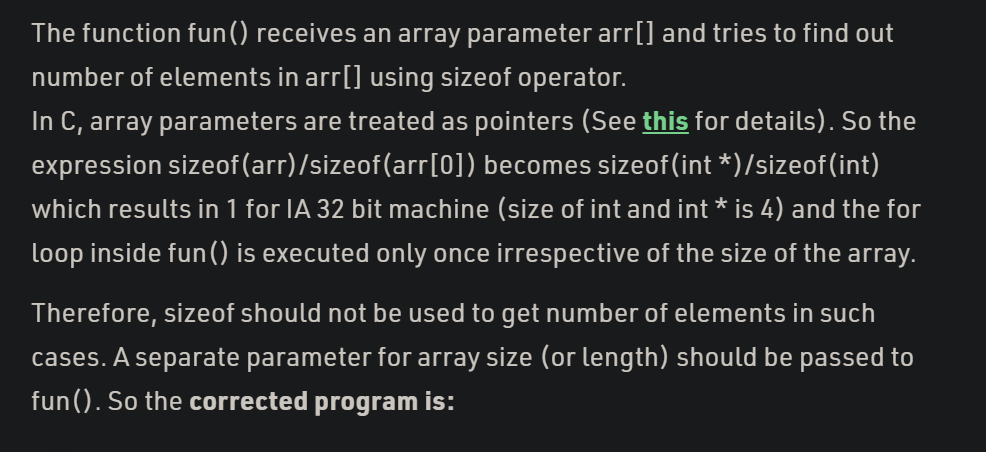 The function fun() receives an array parameter arr[] and tries to find out
number of elements in arr[] using sizeof operator.
In C, array parameters are treated as pointers (See this for details). So the
expression sizeof(arr)/sizeof(arr[0]) becomes sizeof(int *)/sizeof(int)
which results in 1 for IA 32 bit machine (size of int and int * is 4) and the for
loop inside fun() is executed only once irrespective of the size of the array.
Therefore, sizeof should not be used to get number of elements in such
cases. A separate parameter for array size (or length) should be passed to
fun(). So the corrected program is: